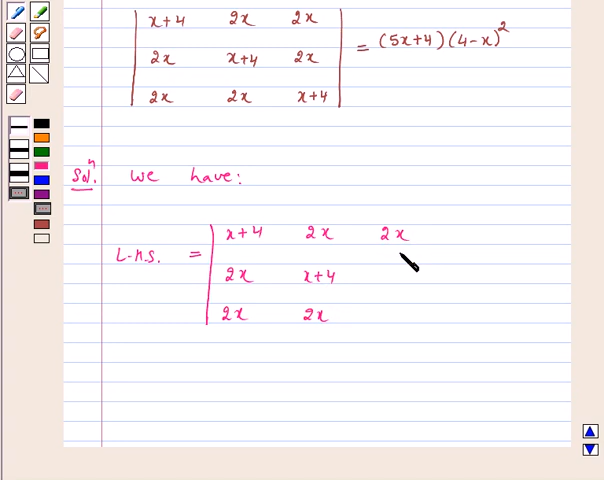 x+4 2x 2x
2x x+4 2x = (5x+4)(4-x)²
2x 2x x+4
Solⁿ. We have:
x+4 2x 2x
L.H.S. =
2x x+4
2x 2x